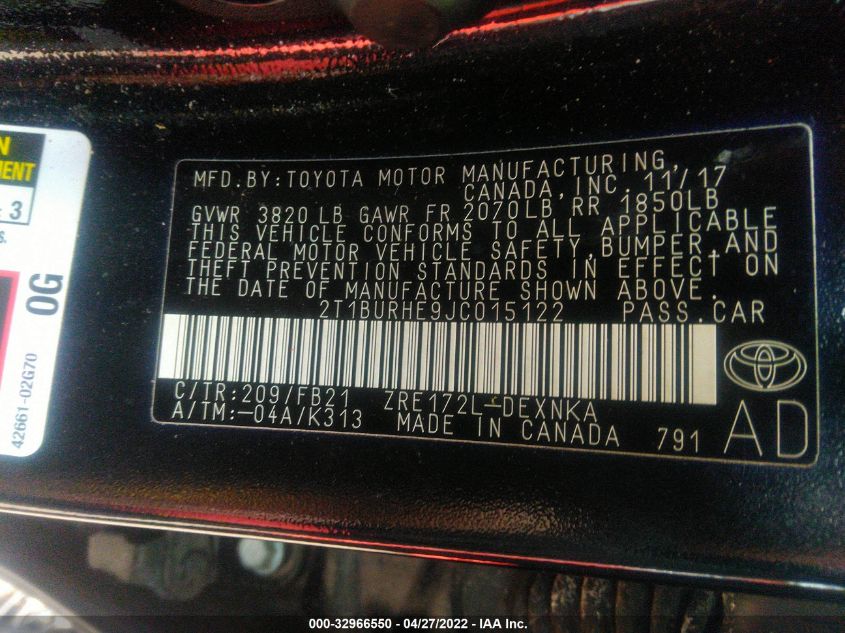 N
MENT
: 3
S.
0G
42661-02G70
MFD.BY:TOYOTA MOTOR MANUFACTURING,
CANADA,INC. 11/17
GVWR 3820 LB GAWR FR 2070LB RR 1850LB
THIS VEHICLE CONFORMS TO ALL APPLICABLE
FEDERAL MOTOR VEHICLE SAFETY,BUMPER,AND
THEFT PREVENTION STANDARDS IN EFFECT ON
THE DATE OF MANUFACTURE SHOWN ABOVE.
2T1BURHE9JC015122 PASS.CAR
C/TR:209/FB21 ZRE172L-DEXNKA
A/TM:-04A/K313 MADE IN CANADA 791
AD
000-32966550 - 04/27/2022 - IAA Inc.